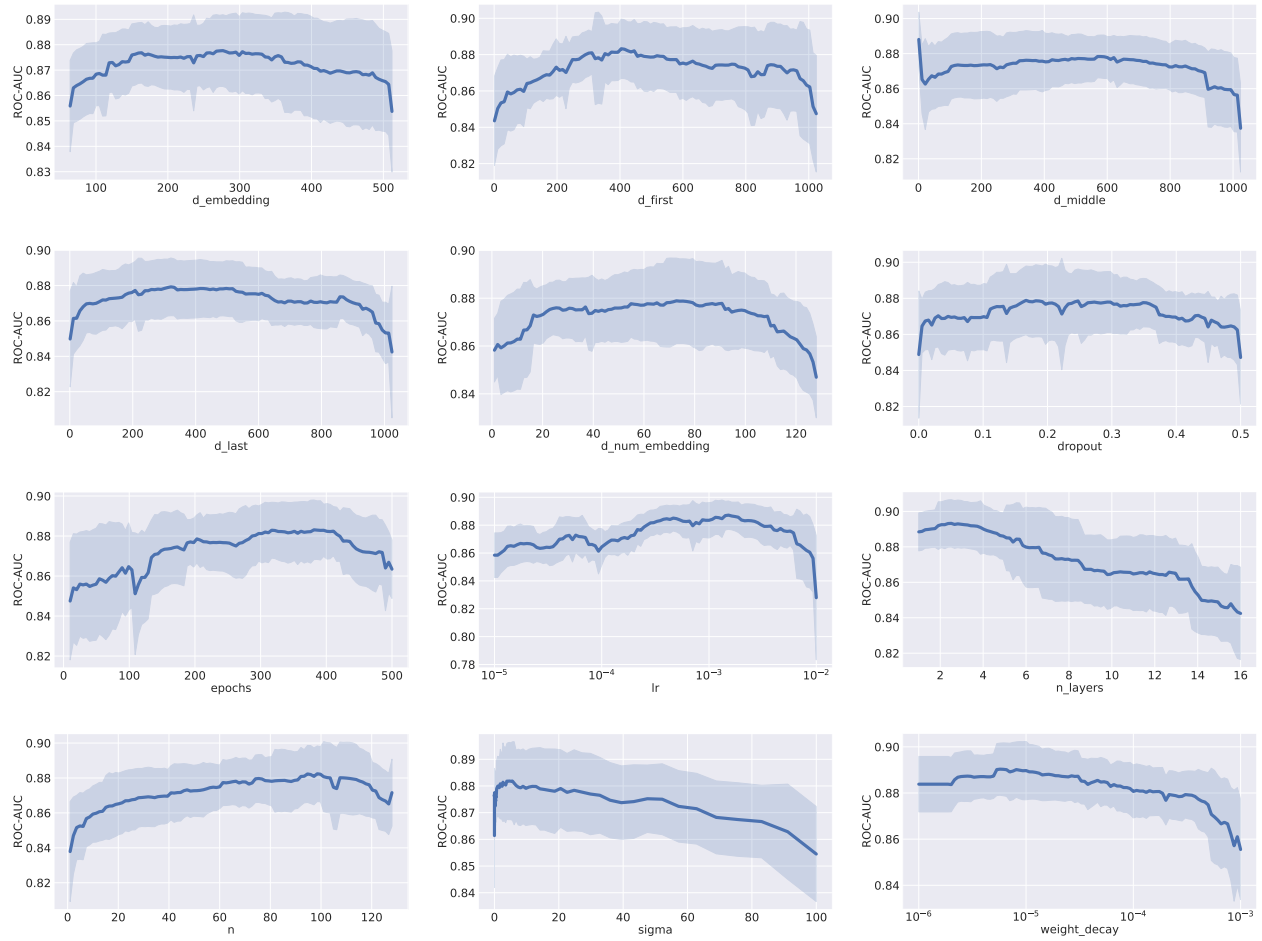 0.89
0.88
0.87
0.86
0.85
0.84
0.83
ROC-AUC
100 200 300 400 500
d_embedding
0.90
0.88
0.86
0.84
0.82
ROC-AUC
0 200 400 600 800 1000
d_first
0.90
0.88
0.86
0.84
0.82
ROC-AUC
0 200 400 600 800 1000
d_middle
0.90
0.88
0.86
0.84
0.82
ROC-AUC
0 200 400 600 800 1000
d_last
0.90
0.88
0.86
0.84
ROC-AUC
0 20 40 60 80 100 120
d_num_embedding
0.90
0.88
0.86
0.84
0.82
ROC-AUC
0.0 0.1 0.2 0.3 0.4 0.5
dropout
0.90
0.88
0.86
0.84
0.82
ROC-AUC
0 100 200 300 400 500
epochs
0.90
0.88
0.86
0.84
0.82
0.80
0.78
ROC-AUC
10⁻⁵ 10⁻⁴ 10⁻³ 10⁻²
lr
0.90
0.88
0.86
0.84
0.82
ROC-AUC
2 4 6 8 10 12 14 16
n_layers
0.90
0.88
0.86
0.84
0.82
ROC-AUC
0 20 40 60 80 100 120
n
0.89
0.88
0.87
0.86
0.85
0.84
ROC-AUC
0 20 40 60 80 100
sigma
0.90
0.88
0.86
0.84
ROC-AUC
10⁻⁶ 10⁻⁵ 10⁻⁴ 10⁻³
weight_decay